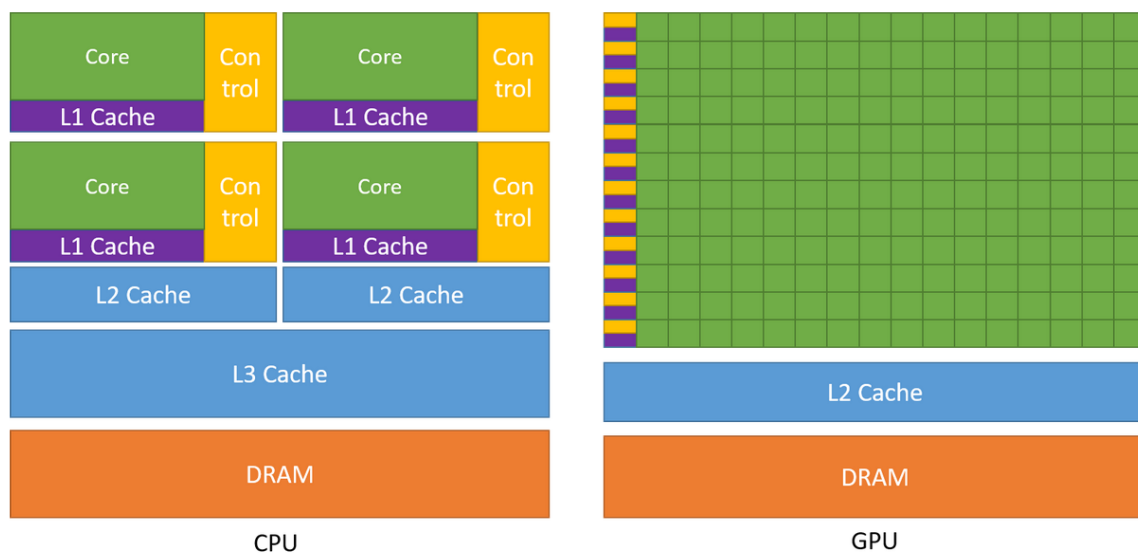 Core
Con
trol
Core
Con
trol
L1 Cache
L1 Cache
Core
Con
trol
Core
Con
trol
L1 Cache
L1 Cache
L2 Cache
L2 Cache
L3 Cache
DRAM
CPU
L2 Cache
DRAM
GPU